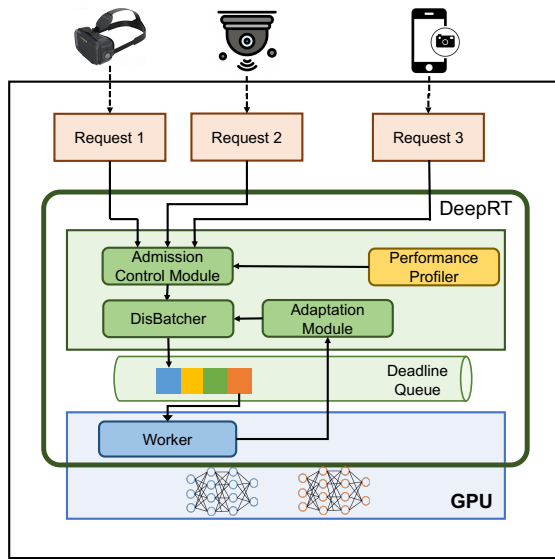 Request 1
Request 2
Request 3
DeepRT
Admission
Control Module
Performance
Profiler
DisBatcher
Adaptation
Module
Deadline
Queue
Worker
GPU